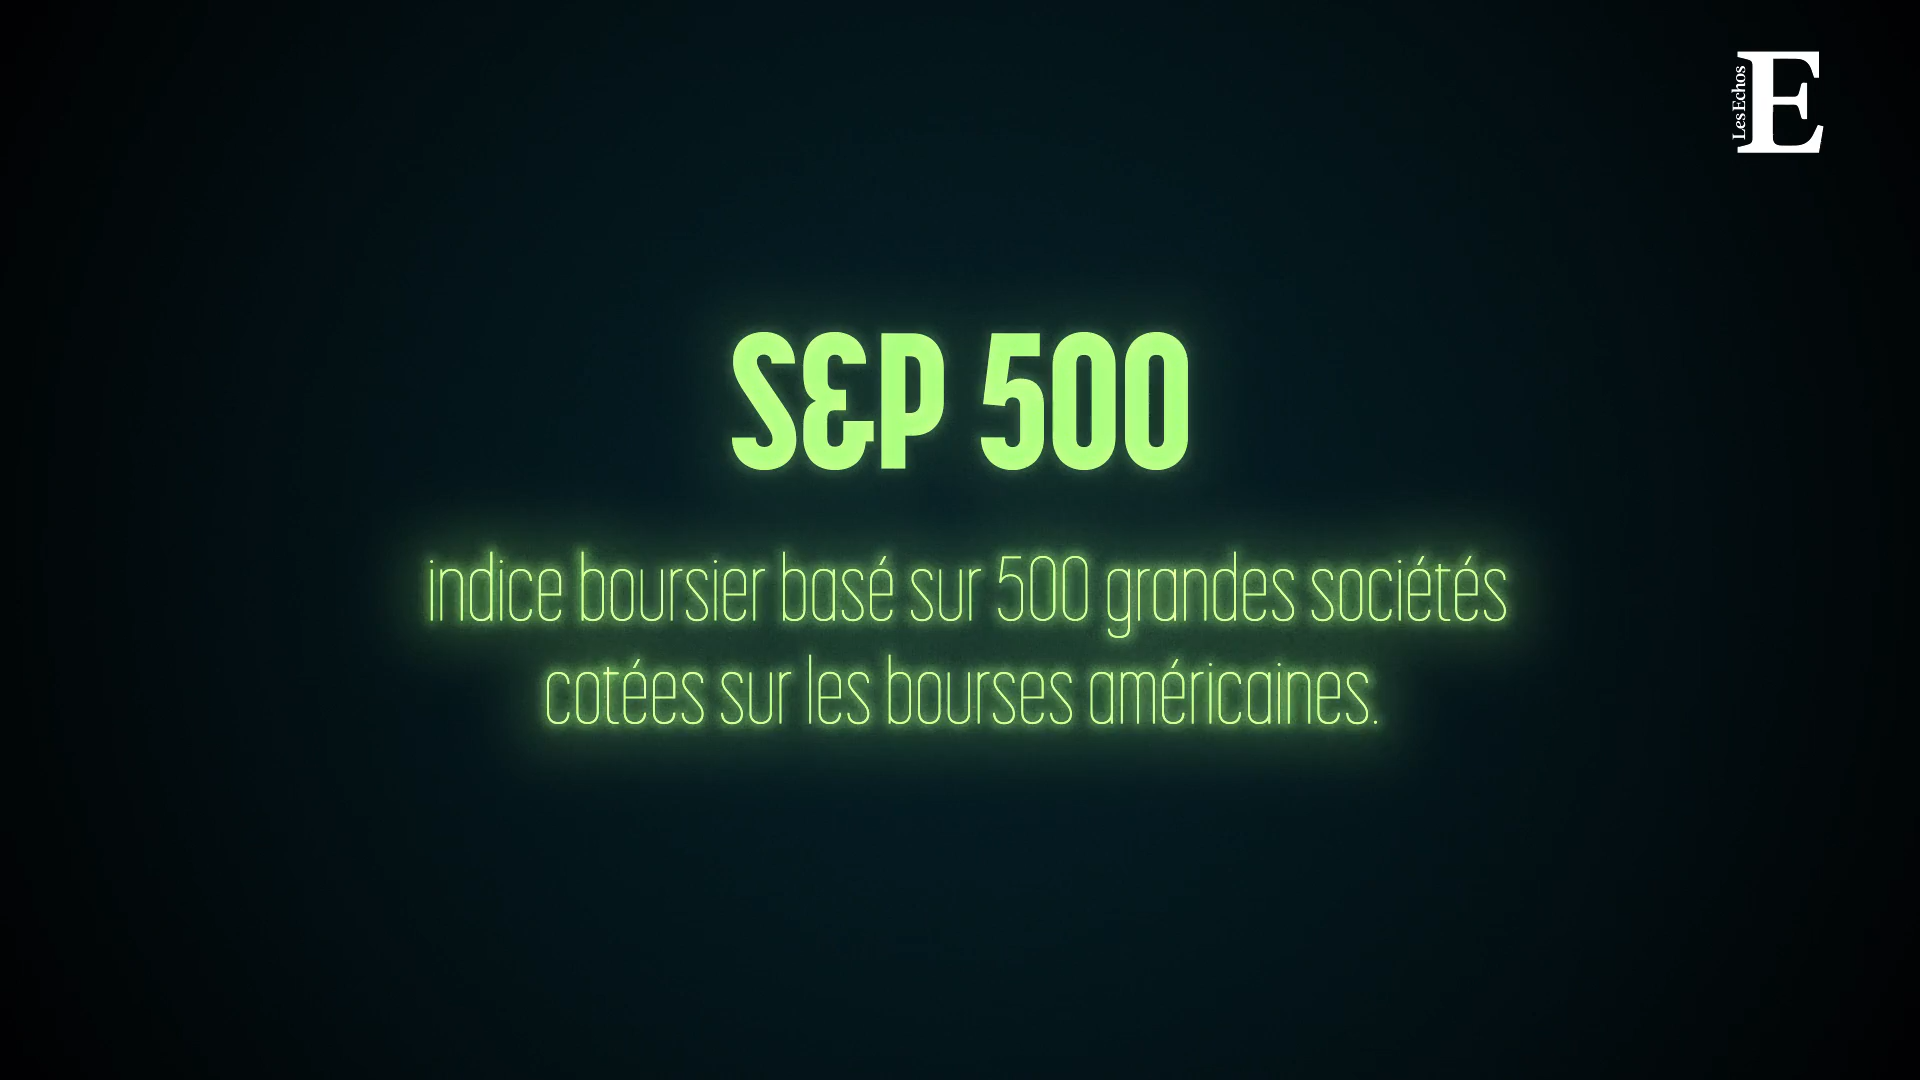 Les Echos
E
S&P 500
indice boursier basé sur 500 grandes sociétés
cotées sur les bourses américaines.